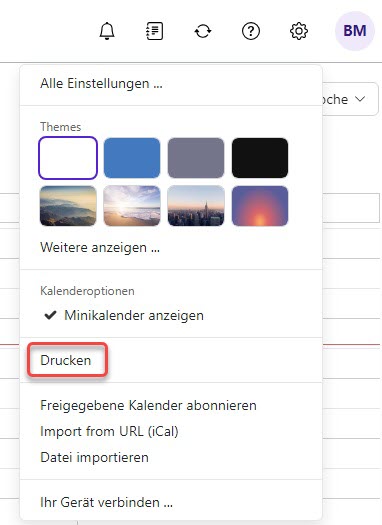 BM
Alle Einstellungen ...
oche
Themes
Weitere anzeigen ...
Kalenderoptionen
Minikalender anzeigen
Drucken
Freigegebene Kalender abonnieren
Import from URL (iCal)
Datei importieren
Ihr Gerät verbinden ...